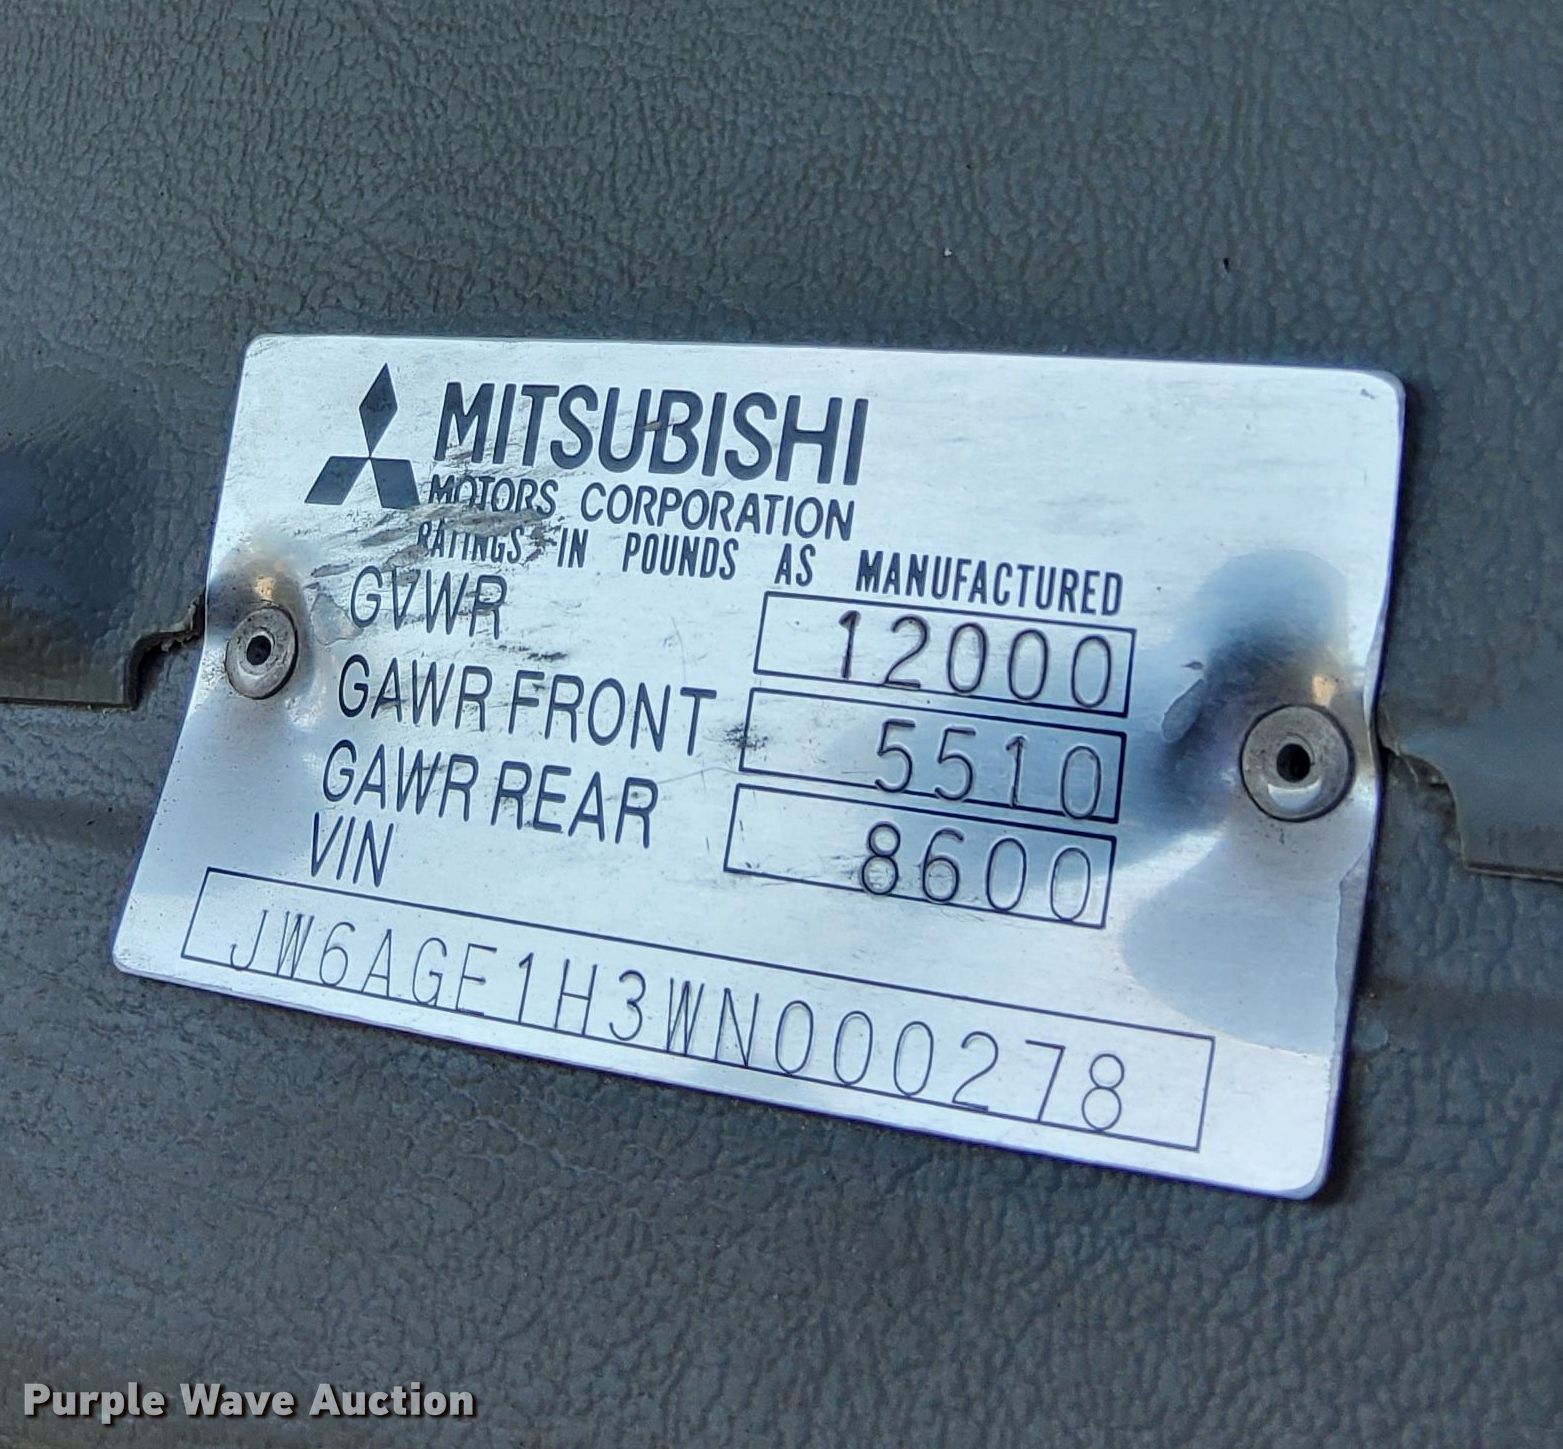 MITSUBISHI
MOTORS CORPORATION
RATINGS IN POUNDS AS MANUFACTURED
GVWR 12000
GAWR FRONT 5510
GAWR REAR 8600
VIN
JW6AGE1H3WN000278
Purple Wave Auction